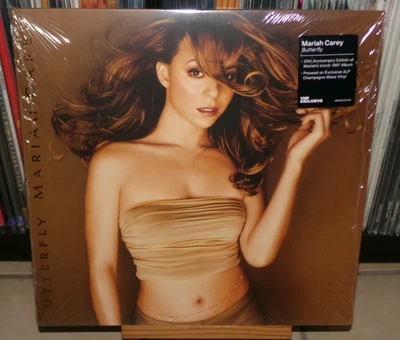 Mariah Carey
Butterfly
• 25th Anniversary Edition of
Mariah's Iconic 1997 Album
• Pressed on Exclusive 2LP
Champagne Wave Vinyl
VMP
EXCLUSIVE
BUTTERFLY MARIAH CAREY